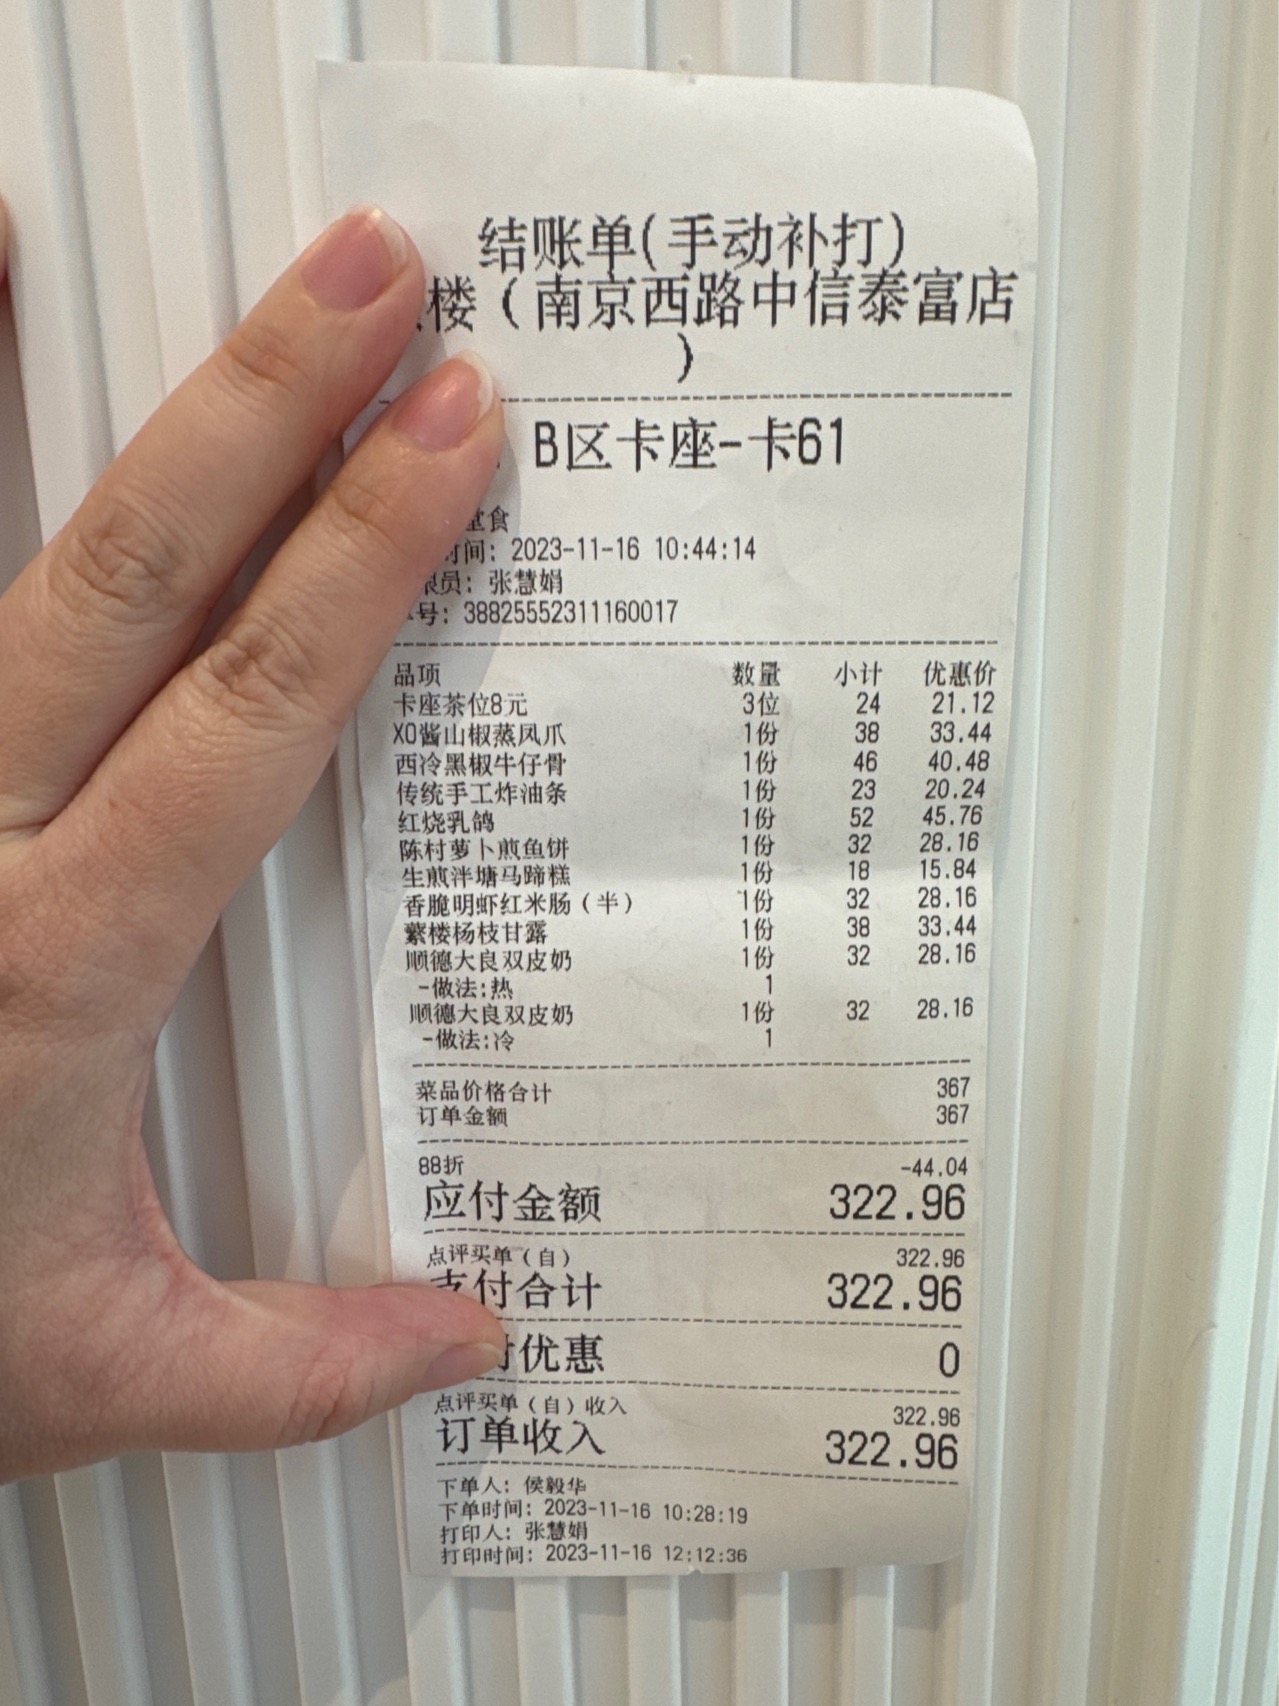 结账单(手动补打)
楼（南京西路中信泰富店
）
B区卡座-卡61
堂食
时间: 2023-11-16 10:44:14
银员: 张慧娟
号: 38825552311160017
品项 数量 小计 优惠价
卡座茶位8元 3位 24 21.12
XO酱山椒蒸凤爪 1份 38 33.44
西冷黑椒牛仔骨 1份 46 40.48
传统手工炸油条 1份 23 20.24
红烧乳鸽 1份 52 45.76
陈村萝卜煎鱼饼 1份 32 28.16
生煎泮塘马蹄糕 1份 18 15.84
香脆明虾红米肠（半） 1份 32 28.16
楼杨枝甘露 1份 38 33.44
顺德大良双皮奶 1份 32 28.16
-做法:热 1
顺德大良双皮奶 1份 32 28.16
-做法:冷 1
菜品价格合计 367
订单金额 367
88折 -44.04
应付金额 322.96
点评买单（自） 322.96
支付合计 322.96
付优惠 0
点评买单（自）收入 322.96
订单收入 322.96
下单人: 侯毅华
下单时间: 2023-11-16 10:28:19
打印人: 张慧娟
打印时间: 2023-11-16 12:12:36